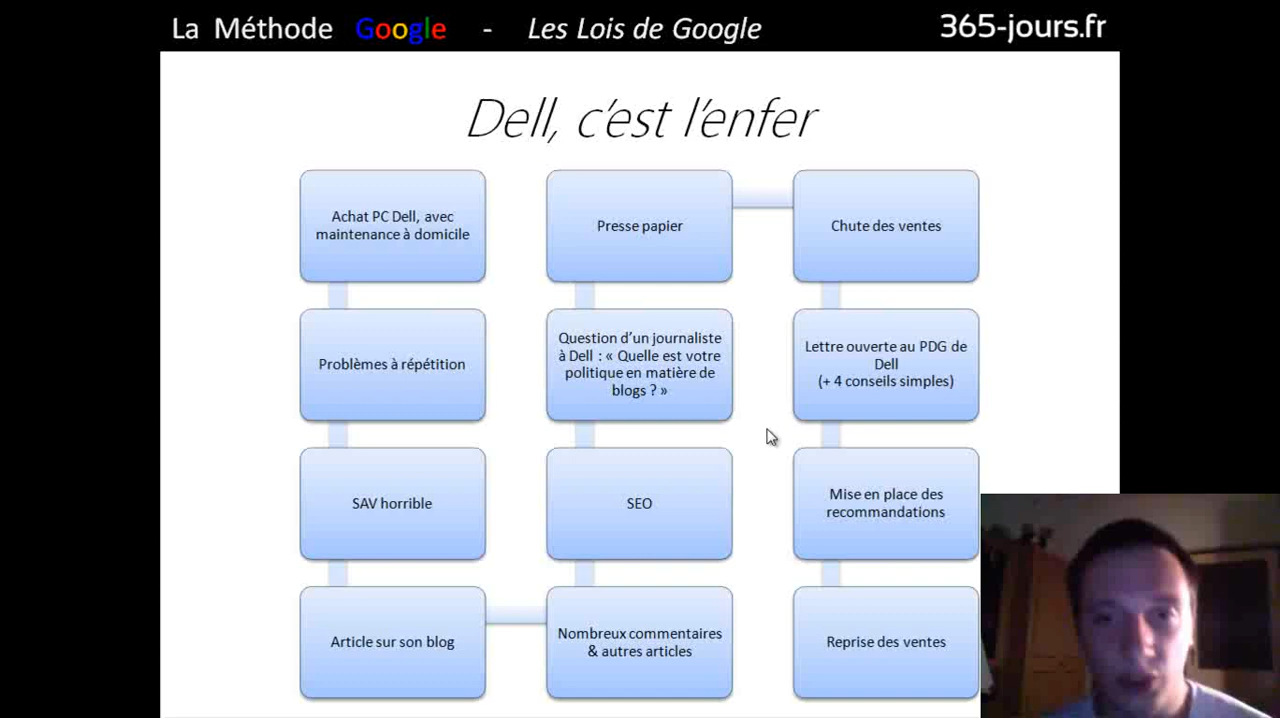 La Méthode Google - Les Lois de Google
365-jours.fr
Dell, c'est l'enfer
Achat PC Dell, avec
maintenance à domicile
Problèmes à répétition
SAV horrible
Article sur son blog
Nombreux commentaires
& autres articles
SEO
Question d'un journaliste
à Dell : « Quelle est votre
politique en matière de
blogs ? »
Presse papier
Chute des ventes
Lettre ouverte au PDG de
Dell
(+ 4 conseils simples)
Mise en place des
recommandations
Reprise des ventes